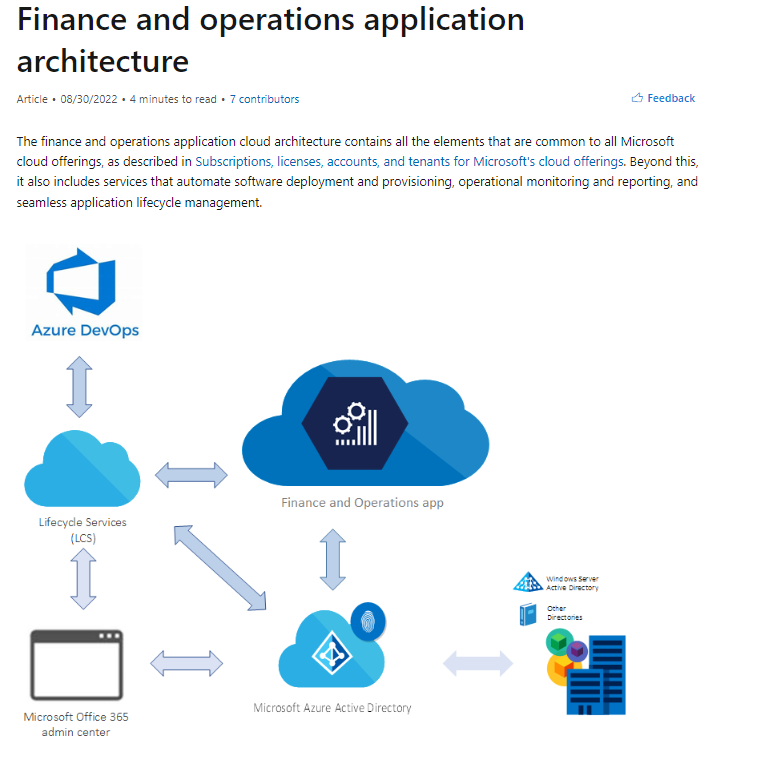 Finance and operations application
architecture
Article • 08/30/2022 • 4 minutes to read • 7 contributors
Feedback
The finance and operations application cloud architecture contains all the elements that are common to all Microsoft
cloud offerings, as described in Subscriptions, licenses, accounts, and tenants for Microsoft's cloud offerings. Beyond this,
it also includes services that automate software deployment and provisioning, operational monitoring and reporting, and
seamless application lifecycle management.
Azure DevOps
Finance and Operations app
Lifecycle Services
(LCS)
Windows Server
Active Directory
Other
Directories
Microsoft Azure Active Directory
Microsoft Office 365
admin center